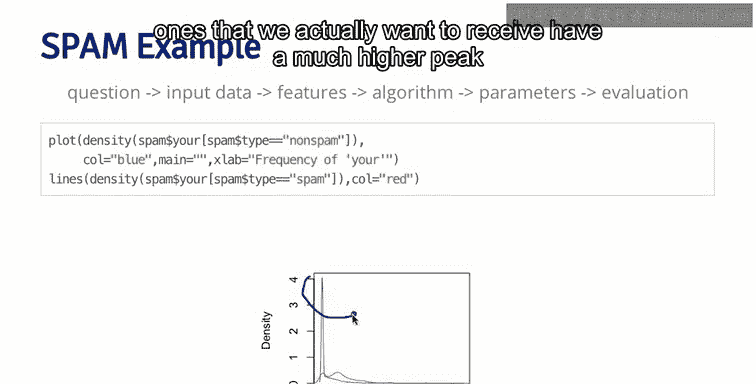 ones that we actually want to receive have
a much higher peak
SPAM Example
question -> input data -> features -> algorithm -> parameters -> evaluation
plot(density(spam$your[spam$type=="nonspam"]),
col="blue",main="",xlab="Frequency of 'your'")
lines(density(spam$your[spam$type=="spam"]),col="red")
Density
4
3
2
1
0